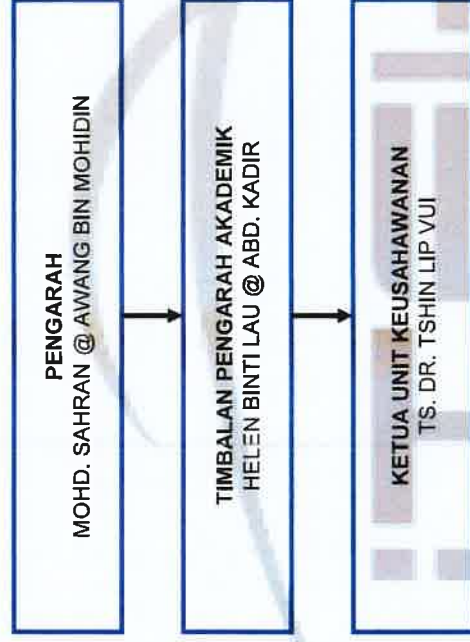 PENGARAH
MOHD. SAHRAN @ AWANG BIN MOHIDIN
TIMBALAN PENGARAH AKADEMIK
HELEN BINTI LAU @ ABD. KADIR
KETUA UNIT KEUSAHAWANAN
TS. DR. TSHIN LIP VUI